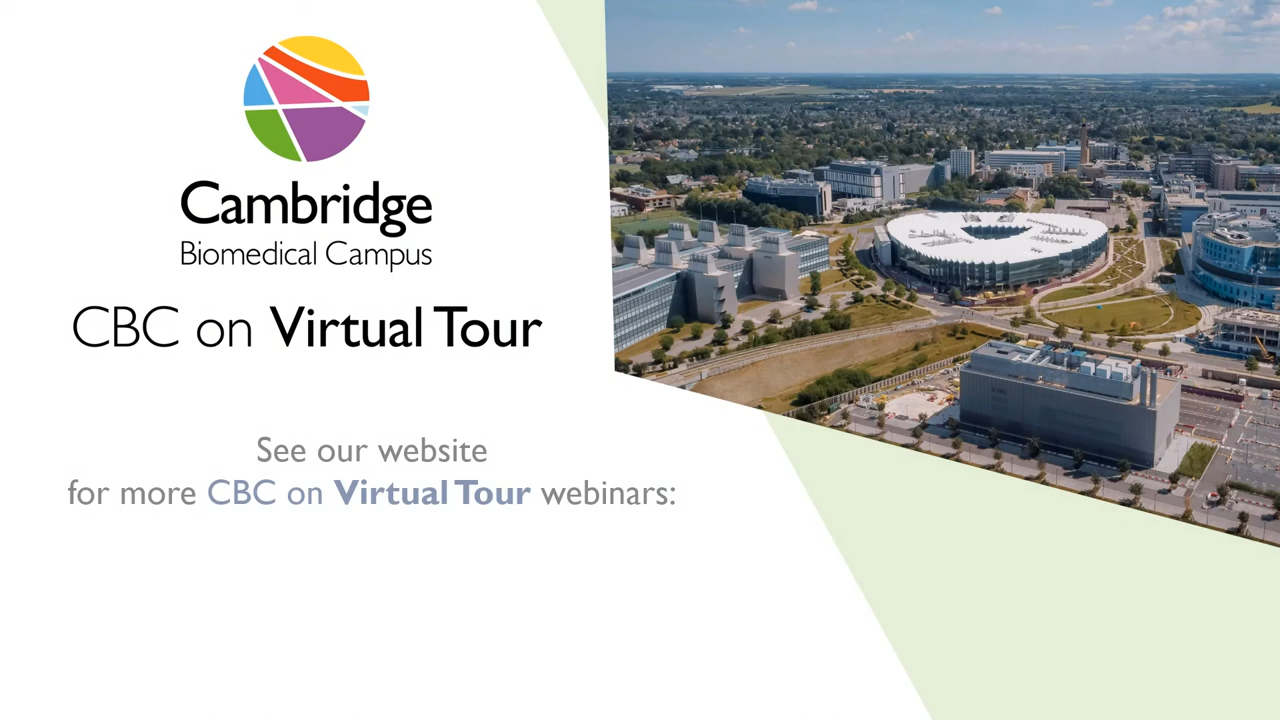 Cambridge
Biomedical Campus
CBC on Virtual Tour
See our website
for more CBC on Virtual Tour webinars: